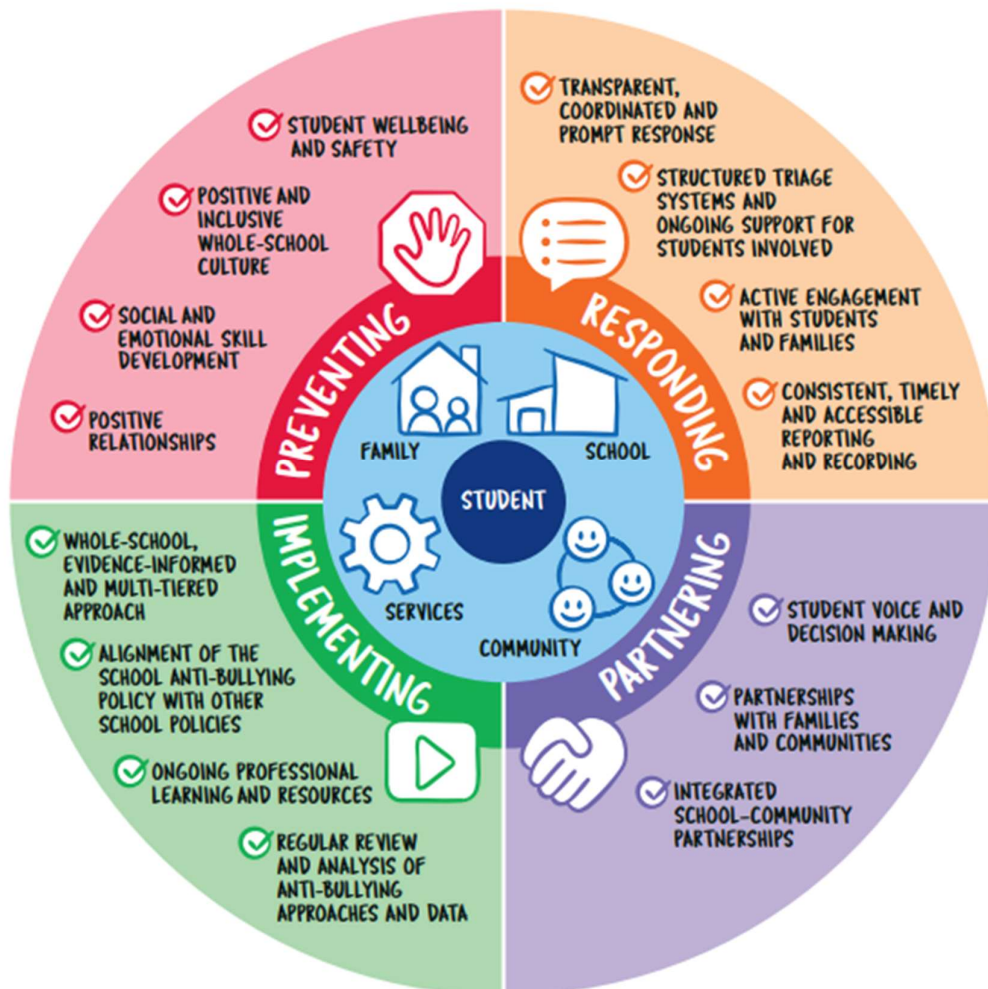 STUDENT WELLBEING
AND SAFETY
POSITIVE AND
INCLUSIVE
WHOLE-SCHOOL
CULTURE
SOCIAL AND
EMOTIONAL SKILL
DEVELOPMENT
POSITIVE
RELATIONSHIPS
PREVENTING
TRANSPARENT,
COORDINATED AND
PROMPT RESPONSE
STRUCTURED TRIAGE
SYSTEMS AND
ONGOING SUPPORT FOR
STUDENTS INVOLVED
ACTIVE ENGAGEMENT
WITH STUDENTS
AND FAMILIES
CONSISTENT, TIMELY
AND ACCESSIBLE
REPORTING
AND RECORDING
RESPONDING
FAMILY
SCHOOL
STUDENT
SERVICES
COMMUNITY
WHOLE-SCHOOL,
EVIDENCE-INFORMED
AND MULTI-TIERED
APPROACH
ALIGNMENT OF THE
SCHOOL ANTI-BULLYING
POLICY WITH OTHER
SCHOOL POLICIES
ONGOING PROFESSIONAL
LEARNING AND RESOURCES
REGULAR REVIEW
AND ANALYSIS OF
ANTI-BULLYING
APPROACHES AND DATA
IMPLEMENTING
STUDENT VOICE AND
DECISION MAKING
PARTNERSHIPS
WITH FAMILIES
AND COMMUNITIES
INTEGRATED
SCHOOL-COMMUNITY
PARTNERSHIPS
PARTNERING